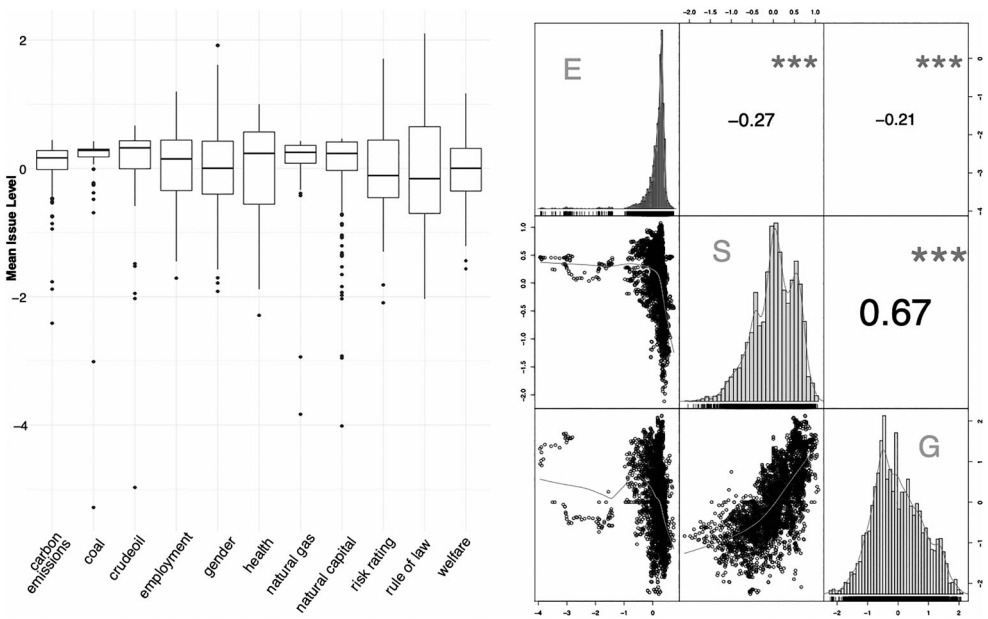 Mean Issue Level
2
0
−2
−4
carbon
emissions
coal
crudeoil
employment
gender
health
natural gas
natural capital
risk rating
rule of law
welfare
-2.0 -1.5 -1.0 -0.5 0.0 0.5 1.0
E
***
−0.27
***
−0.21
0
-1
-2
-3
-4
1.0
0.5
0.0
-0.5
-1.0
-1.5
-2.0
S
***
0.67
G
2
1
0
-1
-2
-4 -3 -2 -1 0
-2 -1 0 1 2